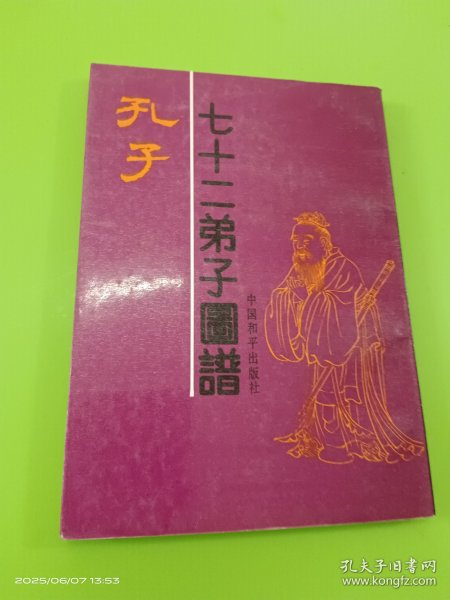 孔子
七十二弟子圖譜
中国和平出版社
2025/06/07 13:53
孔夫子旧书网
www.kongfz.com